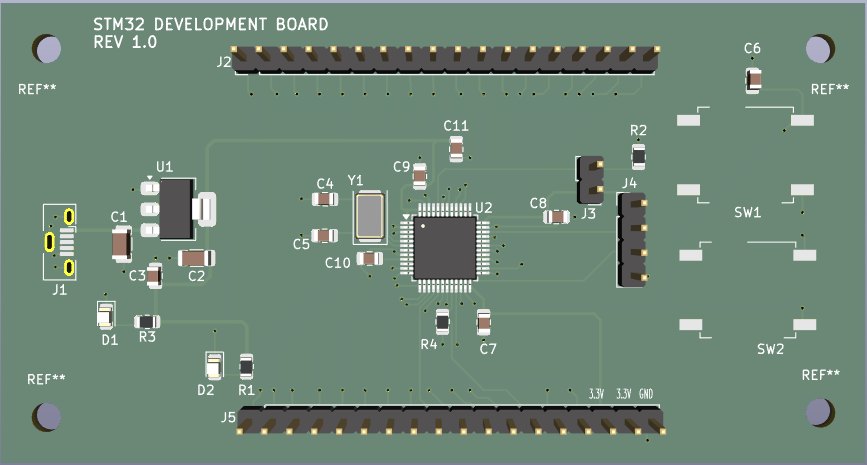 STM32 DEVELOPMENT BOARD
REV 1.0
J2
C6
REF**
REF**
C11
R2
U1
C9
Y1
C4
J4
C8
U2
J3
SW1
C1
C5
C10
C3
C2
J1
D1
R3
R4
C7
SW2
REF**
REF**
D2
R1
3.3V
3.3V
GND
J5